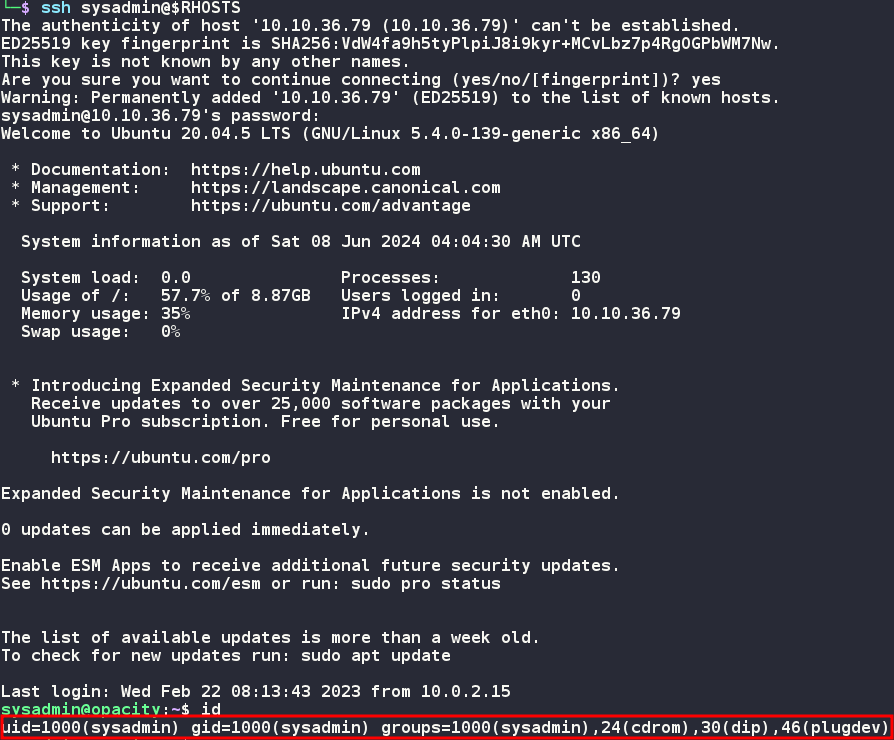 └─$ ssh sysadmin@$RHOSTS
The authenticity of host '10.10.36.79 (10.10.36.79)' can't be established.
ED25519 key fingerprint is SHA256:VdW4fa9h5tyPlpiJ8i9kyr+MCvLbz7p4RgOGPbWM7Nw.
This key is not known by any other names.
Are you sure you want to continue connecting (yes/no/[fingerprint])? yes
Warning: Permanently added '10.10.36.79' (ED25519) to the list of known hosts.
sysadmin@10.10.36.79's password:
Welcome to Ubuntu 20.04.5 LTS (GNU/Linux 5.4.0-139-generic x86_64)
* Documentation:  https://help.ubuntu.com
* Management:     https://landscape.canonical.com
* Support:        https://ubuntu.com/advantage
System information as of Sat 08 Jun 2024 04:04:30 AM UTC
System load:  0.0               Processes:             130
Usage of /:   57.7% of 8.87GB   Users logged in:       0
Memory usage: 35%               IPv4 address for eth0: 10.10.36.79
Swap usage:   0%
* Introducing Expanded Security Maintenance for Applications.
Receive updates to over 25,000 software packages with your
Ubuntu Pro subscription. Free for personal use.
https://ubuntu.com/pro
Expanded Security Maintenance for Applications is not enabled.
0 updates can be applied immediately.
Enable ESM Apps to receive additional future security updates.
See https://ubuntu.com/esm or run: sudo pro status
The list of available updates is more than a week old.
To check for new updates run: sudo apt update
Last login: Wed Feb 22 08:13:43 2023 from 10.0.2.15
sysadmin@opacity:~$ id
uid=1000(sysadmin) gid=1000(sysadmin) groups=1000(sysadmin),24(cdrom),30(dip),46(plugdev)